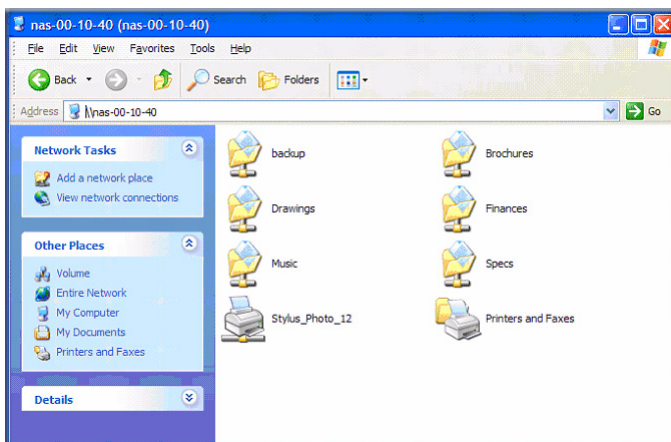 nas-00-10-40 (nas-00-10-40)
File Edit View Favorites Tools Help
Back Search Folders
Address \\nas-00-10-40 Go
Network Tasks
Add a network place
View network connections
Other Places
Volume
Entire Network
My Computer
My Documents
Printers and Faxes
Details
backup Brochures
Drawings Finances
Music Specs
Stylus_Photo_12 Printers and Faxes